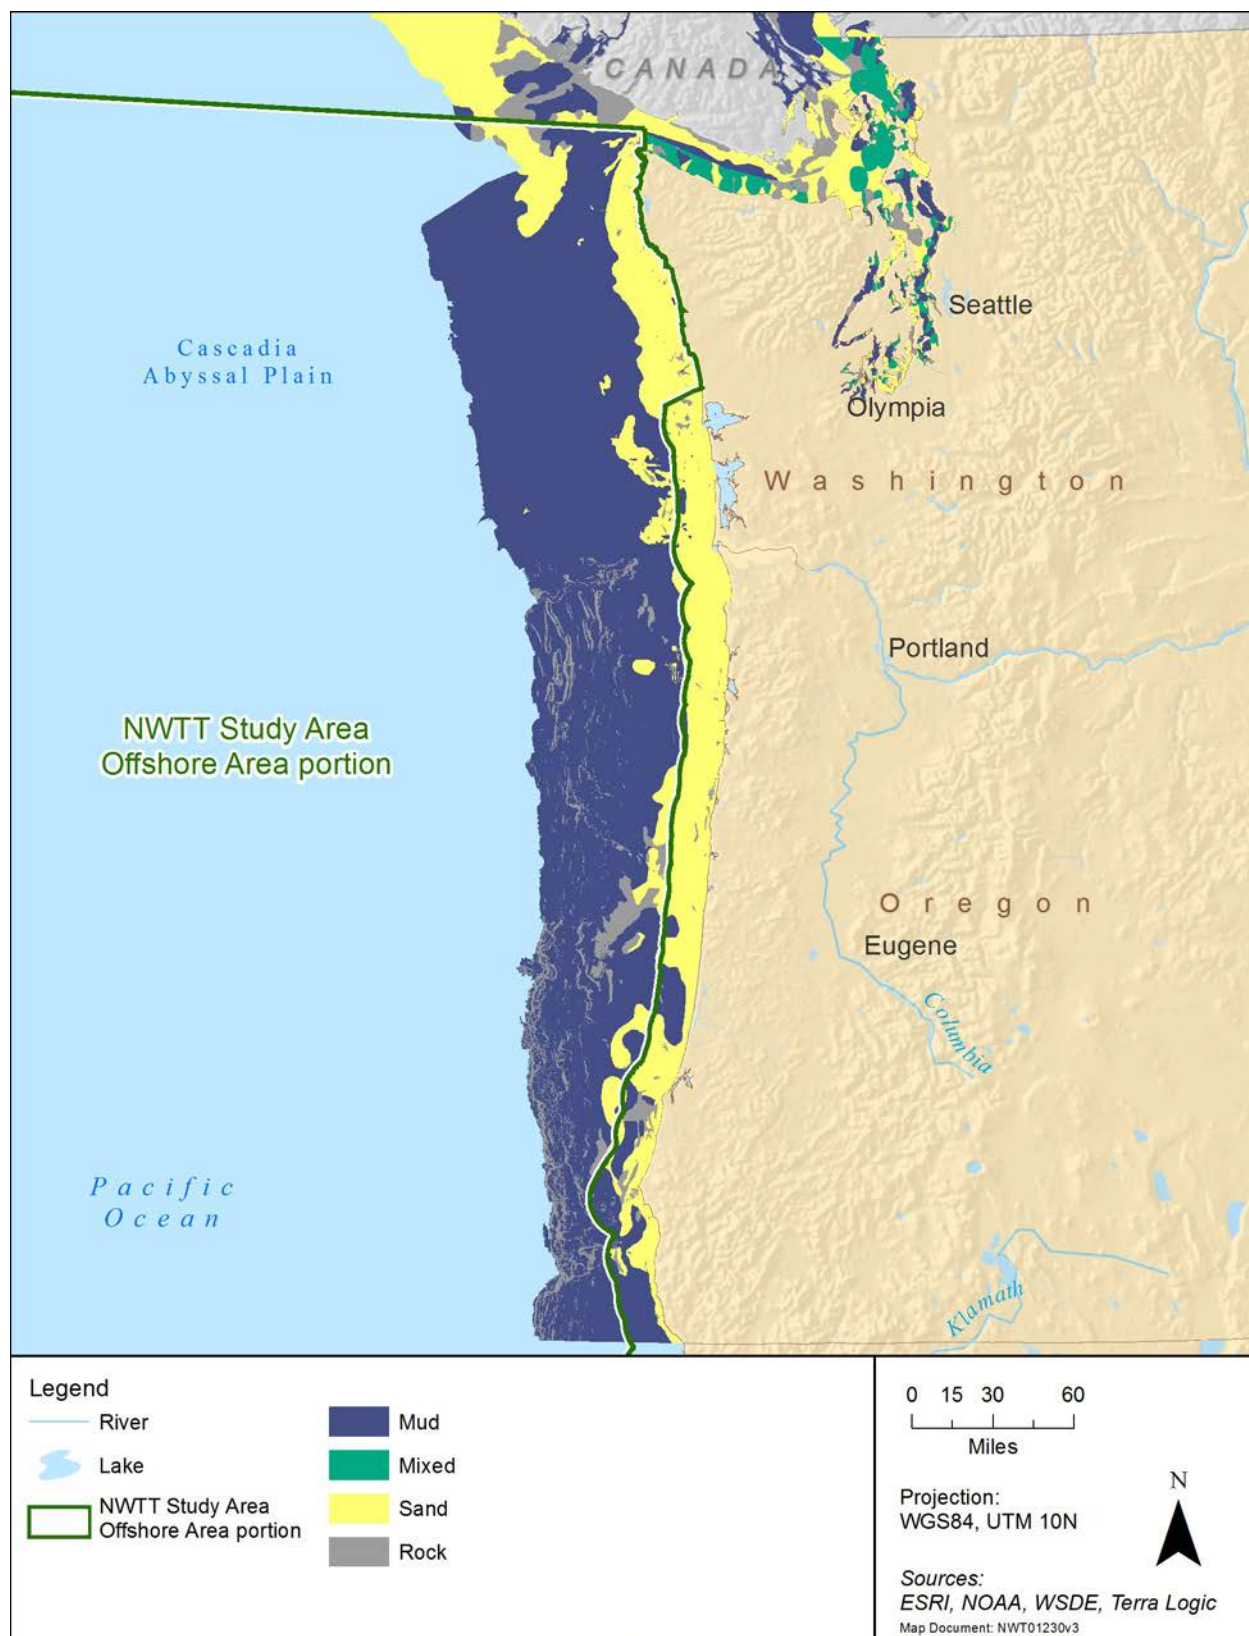 CANADA
Seattle
Cascadia
Abyssal Plain
Olympia
Washington
Portland
NWTT Study Area
Offshore Area portion
Oregon
Eugene
Columbia
Pacific
Ocean
Klamath
Legend
River
Lake
NWTT Study Area
Offshore Area portion
Mud
Mixed
Sand
Rock
0 15 30 60
Miles
Projection:
WGS84, UTM 10N
N
Sources:
ESRI, NOAA, WSDE, Terra Logic
Map Document: NWT01230v3